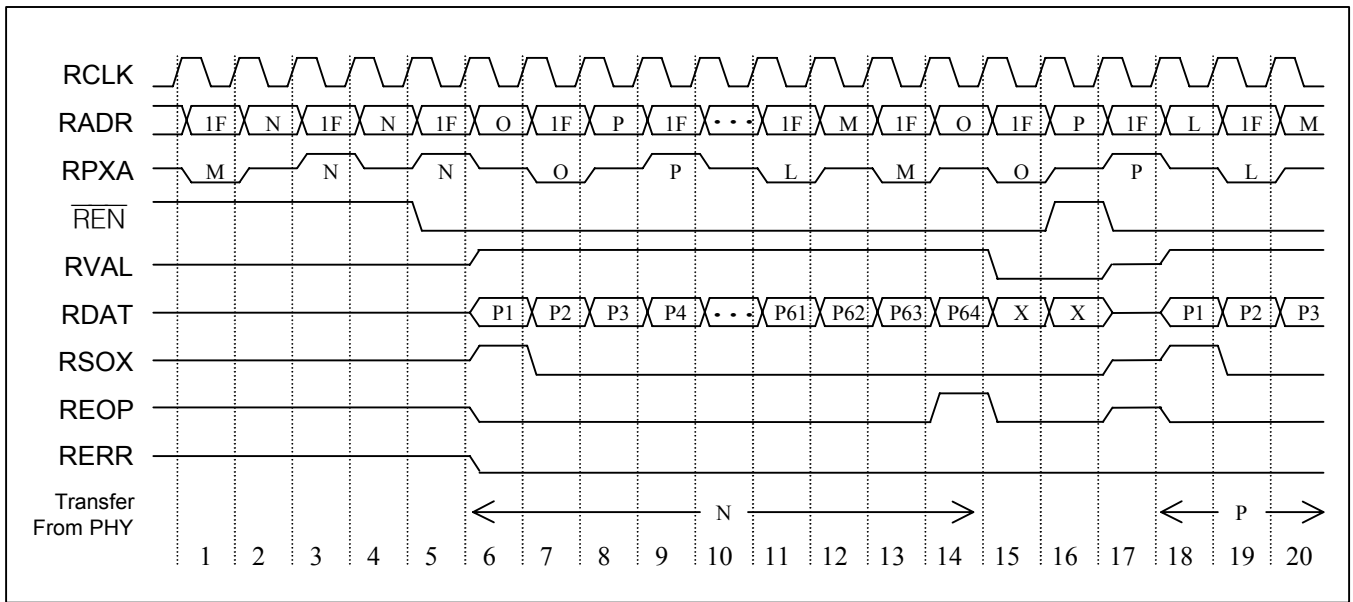 RCLK
RADR 1F N 1F N 1F O 1F P 1F ••• 1F M 1F O 1F P 1F L 1F M
RPXA M N N O P L M O P L
REN
RVAL
RDAT P1 P2 P3 P4 ••• P61 P62 P63 P64 X X P1 P2 P3
RSOX
REOP
RERR
Transfer
From PHY N P
1 2 3 4 5 6 7 8 9 10 11 12 13 14 15 16 17 18 19 20